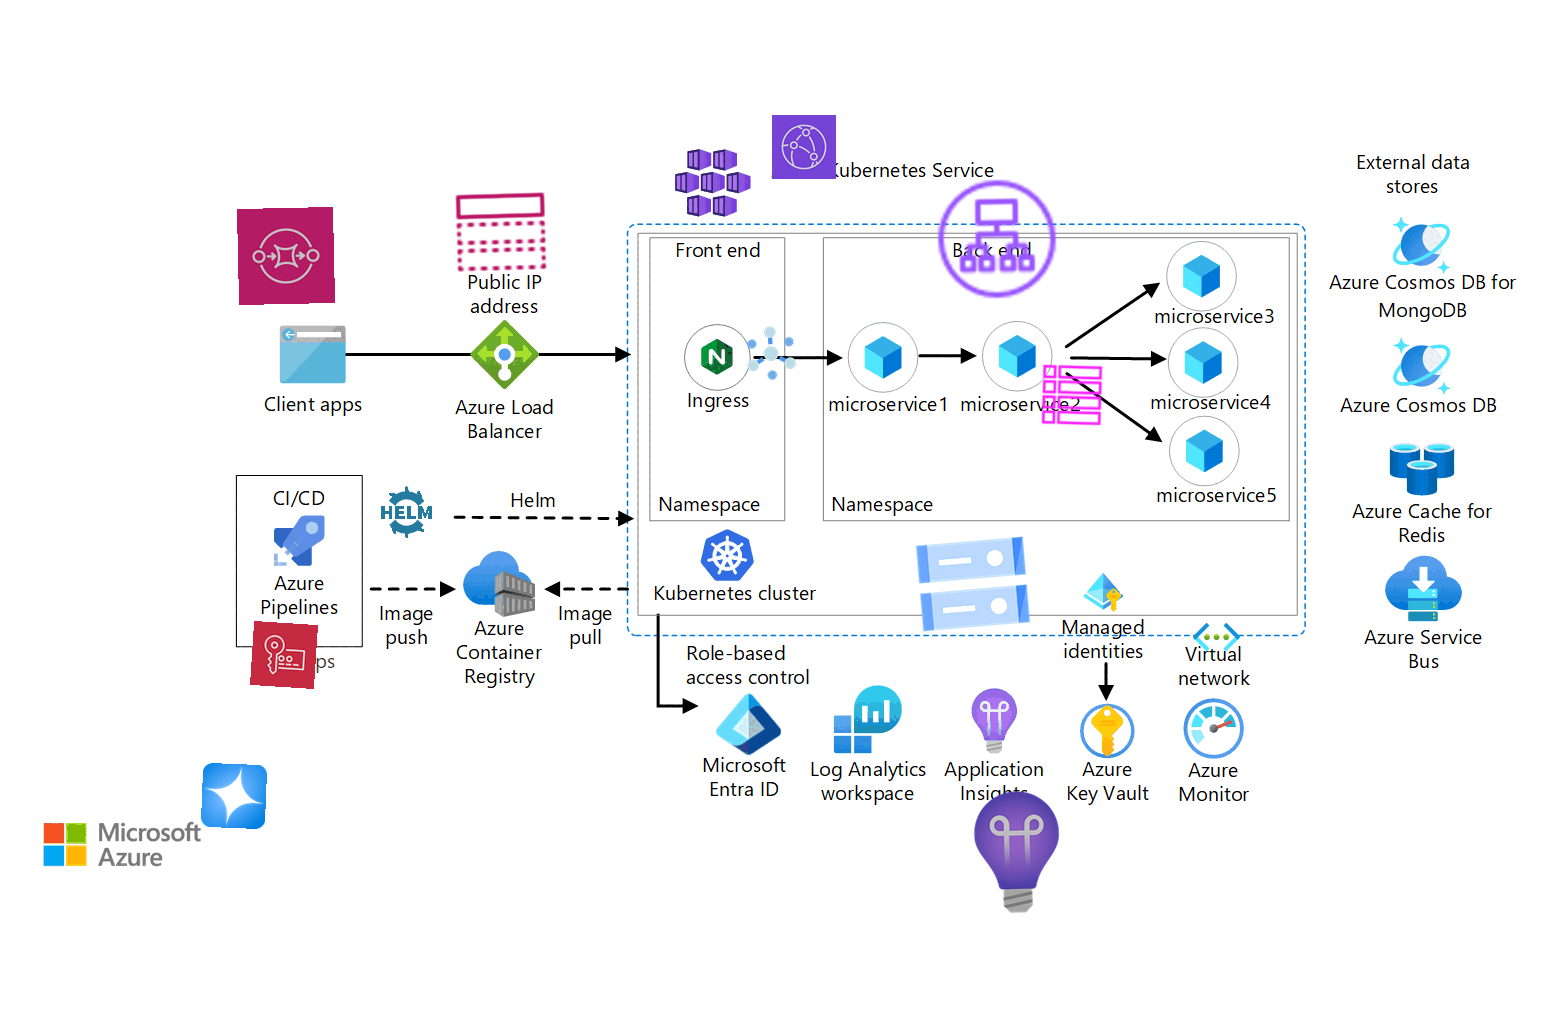 Kubernetes Service
External data
stores
Public IP
address
Front end
Back end
Azure Cosmos DB for
MongoDB
microservice3
Client apps
Azure Load
Balancer
Ingress
microservice1
microservice2
microservice4
Azure Cosmos DB
CI/CD
HELM
Helm
Namespace
Namespace
microservice5
Azure Cache for
Redis
Azure
Pipelines
Image
push
Image
pull
Kubernetes cluster
Azure
Container
Registry
Managed
identities
Virtual
network
Azure Service
Bus
Role-based
access control
Microsoft
Entra ID
Log Analytics
workspace
Application
Insights
Azure
Key Vault
Azure
Monitor
Microsoft
Azure